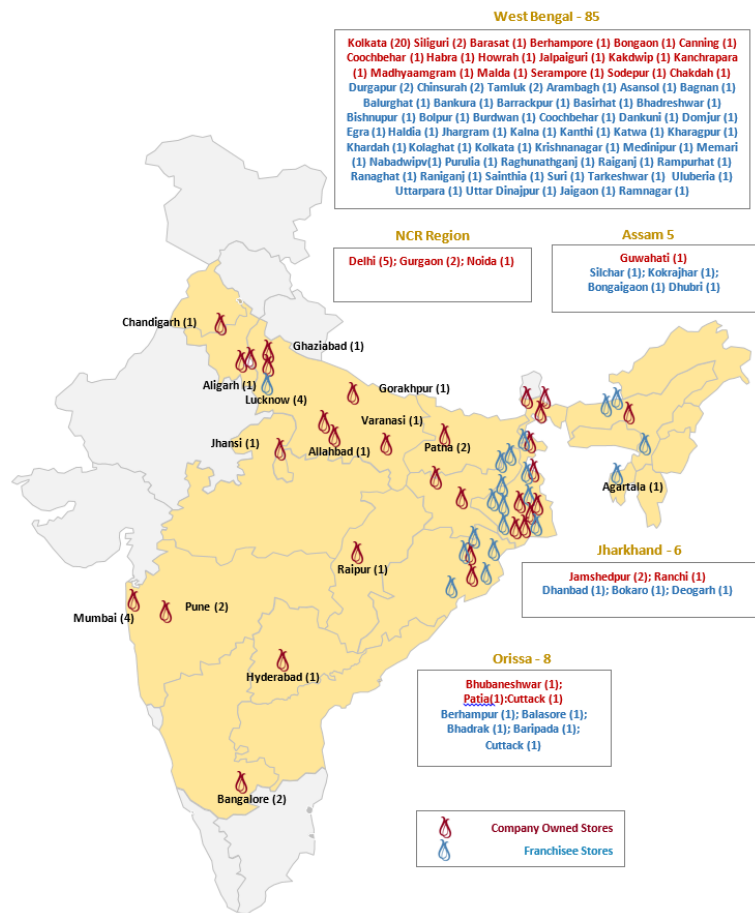 West Bengal - 85
Kolkata (20) Siliguri (2) Barasat (1) Berhampore (1) Bongaon (1) Canning (1)
Coochbehar (1) Habra (1) Howrah (1) Jalpaiguri (1) Kakdwip (1) Kanchrapara
(1) Madhyaamgram (1) Malda (1) Serampore (1) Sodepur (1) Chakdah (1)
Durgapur (2) Chinsurah (2) Tamluk (2) Arambagh (1) Asansol (1) Bagnan (1)
Balurghat (1) Bankura (1) Barrackpur (1) Basirhat (1) Bhadreshwar (1)
Bishnupur (1) Bolpur (1) Burdwan (1) Coochbehar (1) Dankuni (1) Domjur (1)
Egra (1) Haldia (1) Jhargram (1) Kalna (1) Kanthi (1) Katwa (1) Kharagpur (1)
Khardah (1) Kolaghat (1) Kolkata (1) Krishnanagar (1) Medinipur (1) Memari
(1) Nabadwipv(1) Purulia (1) Raghunathganj (1) Raiganj (1) Rampurhat (1)
Ranaghat (1) Raniganj (1) Sainthia (1) Suri (1) Tarkeshwar (1) Uluberia (1)
Uttarpara (1) Uttar Dinajpur (1) Jaigaon (1) Ramnagar (1)
NCR Region
Delhi (5); Gurgaon (2); Noida (1)
Assam 5
Guwahati (1)
Silchar (1); Kokrajhar (1);
Bongaigaon (1) Dhubri (1)
Chandigarh (1)
Ghaziabad (1)
Aligarh (1)
Lucknow (4)
Gorakhpur (1)
Varanasi (1)
Jhansi (1)
Allahbad (1)
Patna (2)
Agartala (1)
Jharkhand - 6
Jamshedpur (2); Ranchi (1)
Dhanbad (1); Bokaro (1); Deogarh (1)
Raipur (1)
Mumbai (4)
Pune (2)
Hyderabad (1)
Orissa - 8
Bhubaneshwar (1);
Patia(1):Cuttack (1)
Berhampur (1); Balasore (1);
Bhadrak (1); Baripada (1);
Cuttack (1)
Bangalore (2)
Company Owned Stores
Franchisee Stores